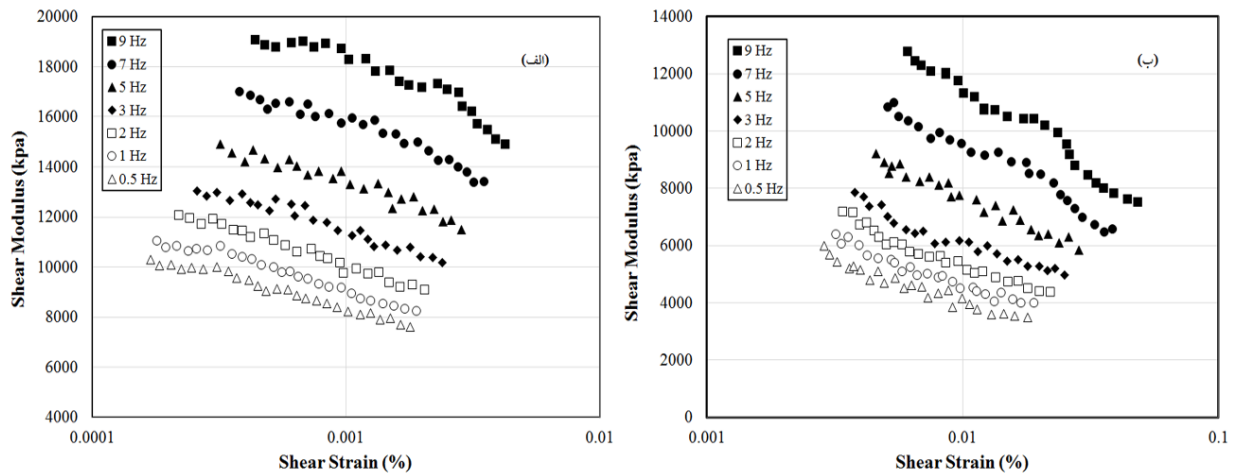 20000
18000
16000
14000
12000
10000
8000
6000
4000
Shear Modulus (kpa)
9 Hz
7 Hz
5 Hz
3 Hz
2 Hz
1 Hz
0.5 Hz
(الف)
0.0001
0.001
0.01
Shear Strain (%)
14000
12000
10000
8000
6000
4000
2000
0
Shear Modulus (kPa)
9 Hz
7 Hz
5 Hz
3 Hz
2 Hz
1 Hz
0.5 Hz
(ب)
0.001
0.01
0.1
Shear Strain (%)